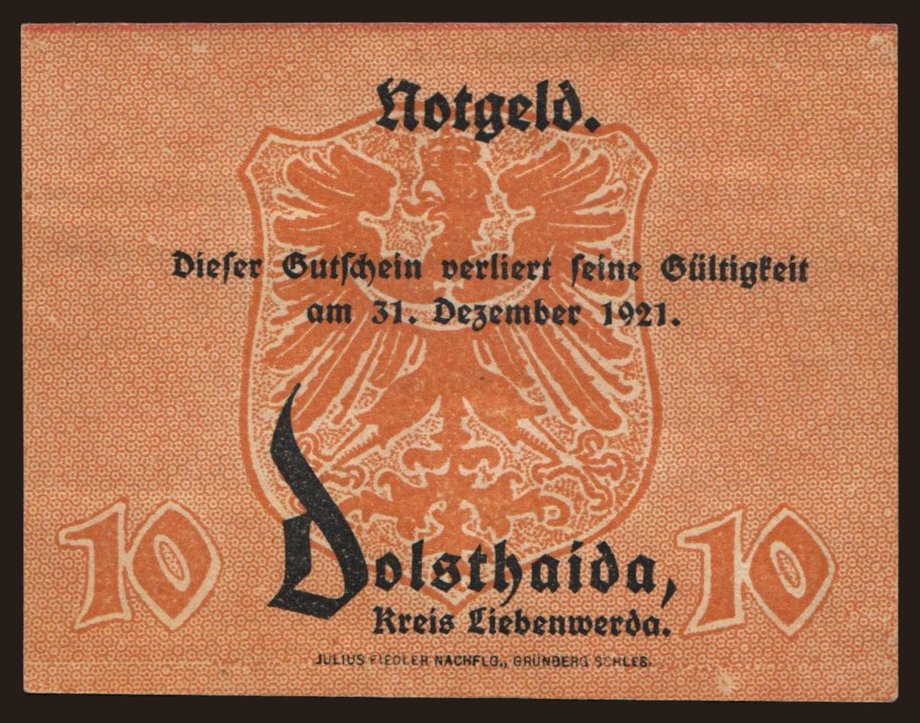 Notgeld.
Dieser Gutschein verliert seine Gültigkeit
am 31. Dezember 1921.
10
10
Dolsthaida,
Kreis Liebenwerda.
JULIUS FIEDLER NACHFLG., GRÜNBERG SCHLES.